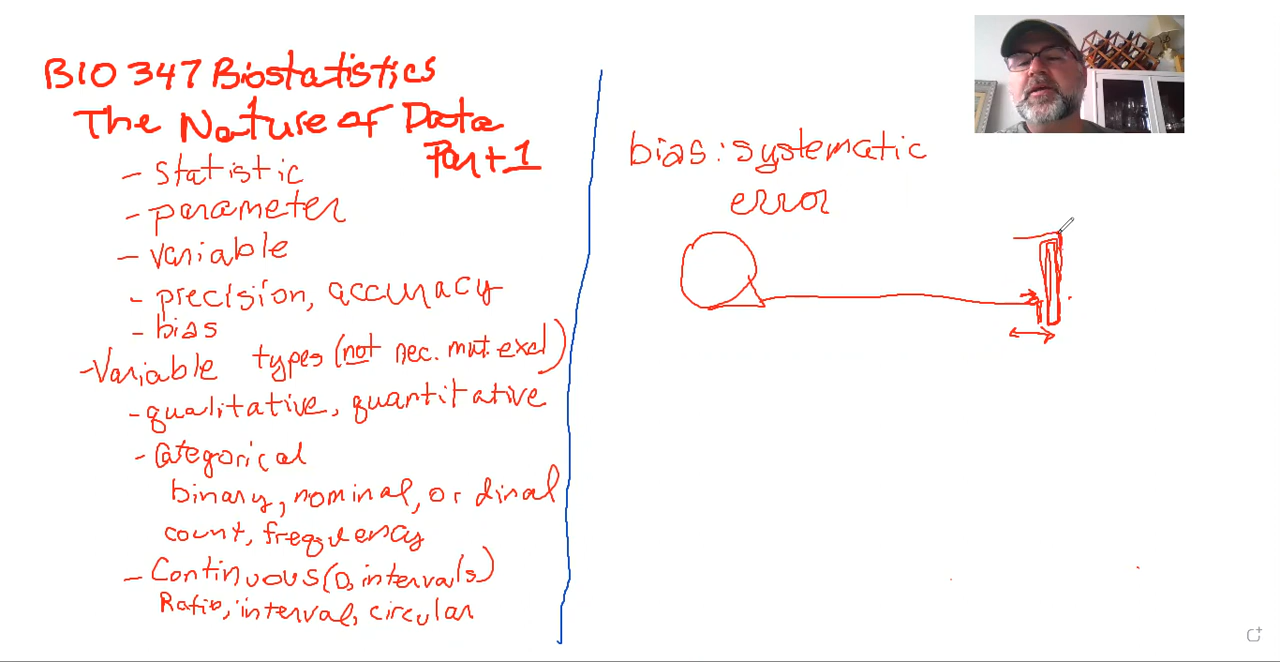 BIO 347 Biostatistics
The Nature of Data
Part 1
- statistic
- parameter
- variable
- precision, accuracy
- bias
- Variable types (not nec. mut. excl)
- qualitative, quantitative
- Categorical
binary, nominal, ordinal
count, frequency
- Continuous (0, intervals)
Ratio, interval, circular
bias: systematic
error